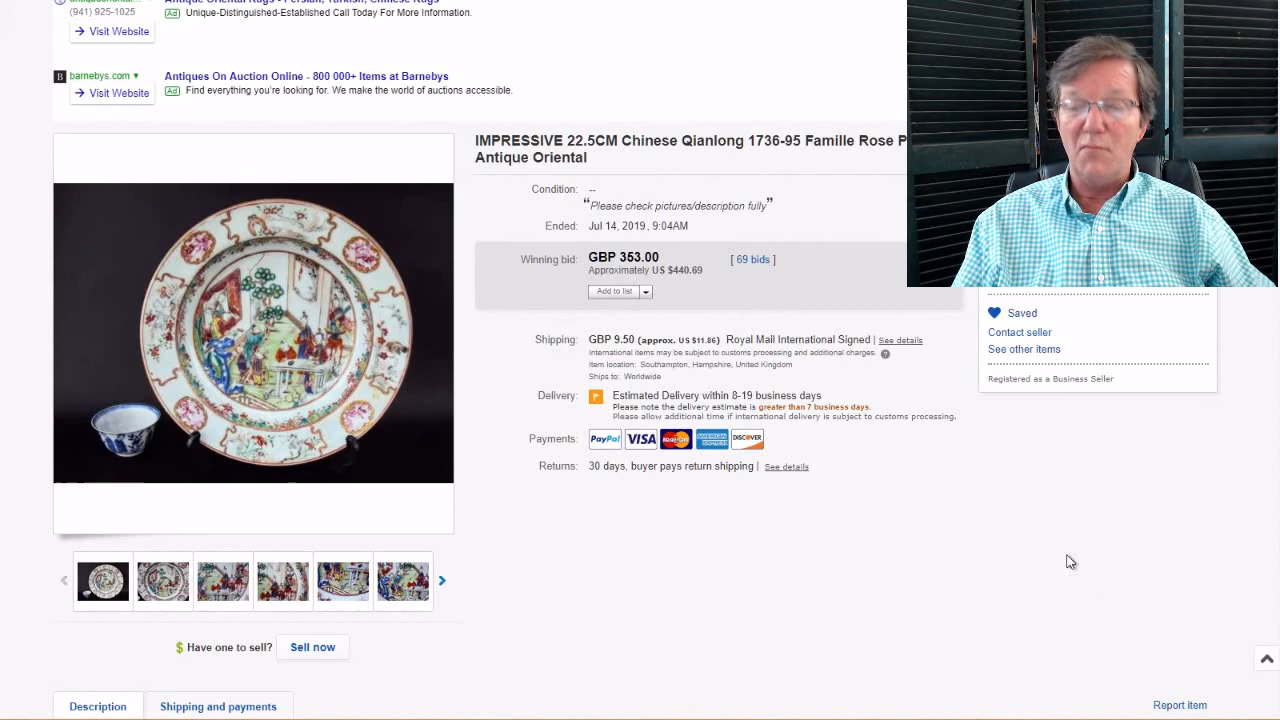 (941) 925-1025
Unique-Distinguished-Established Call Today For More Information.
Ad
Visit Website
B
barnebys.com
Antiques On Auction Online - 800 000+ Items at Barnebys
Visit Website
Ad
Find everything you're looking for. We make the world of auctions accessible.
IMPRESSIVE 22.5CM Chinese Qianlong 1736-95 Famille Rose P
Antique Oriental
Condition: --
“Please check pictures/description fully”
Ended: Jul 14, 2019 , 9:04AM
Winning bid: GBP 353.00 [ 69 bids ]
Approximately US $440.69
Add to list
Saved
Contact seller
See other items
Registered as a Business Seller
Shipping: GBP 9.50 (approx. US $11.86) Royal Mail International Signed | See details
International items may be subject to customs processing and additional charges. ?
Item location: Southampton, Hampshire, United Kingdom
Ships to: Worldwide
Delivery: Estimated Delivery within 8-19 business days
Please note the delivery estimate is greater than 7 business days.
Please allow additional time if international delivery is subject to customs processing.
Payments: PayPal VISA MasterCard AMERICAN EXPRESS DISCOVER
Returns: 30 days, buyer pays return shipping | See details
$ Have one to sell? Sell now
Description Shipping and payments Report item